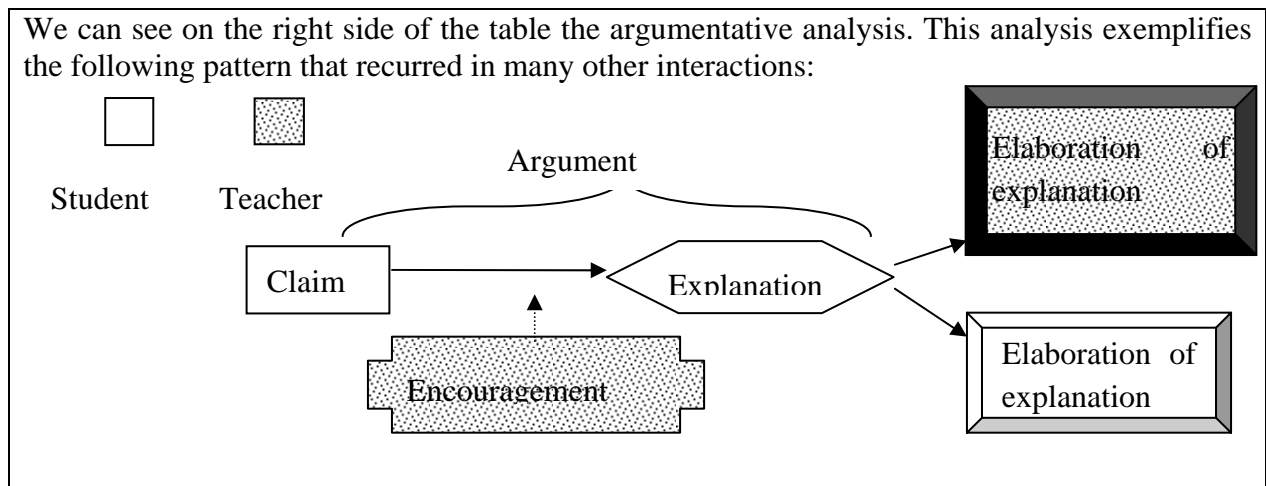 We can see on the right side of the table the argumentative analysis. This analysis exemplifies
the following pattern that recurred in many other interactions:
Student
Teacher
Argument
Claim
Explanation
Encouragement
Elaboration of
explanation
Elaboration of
explanation